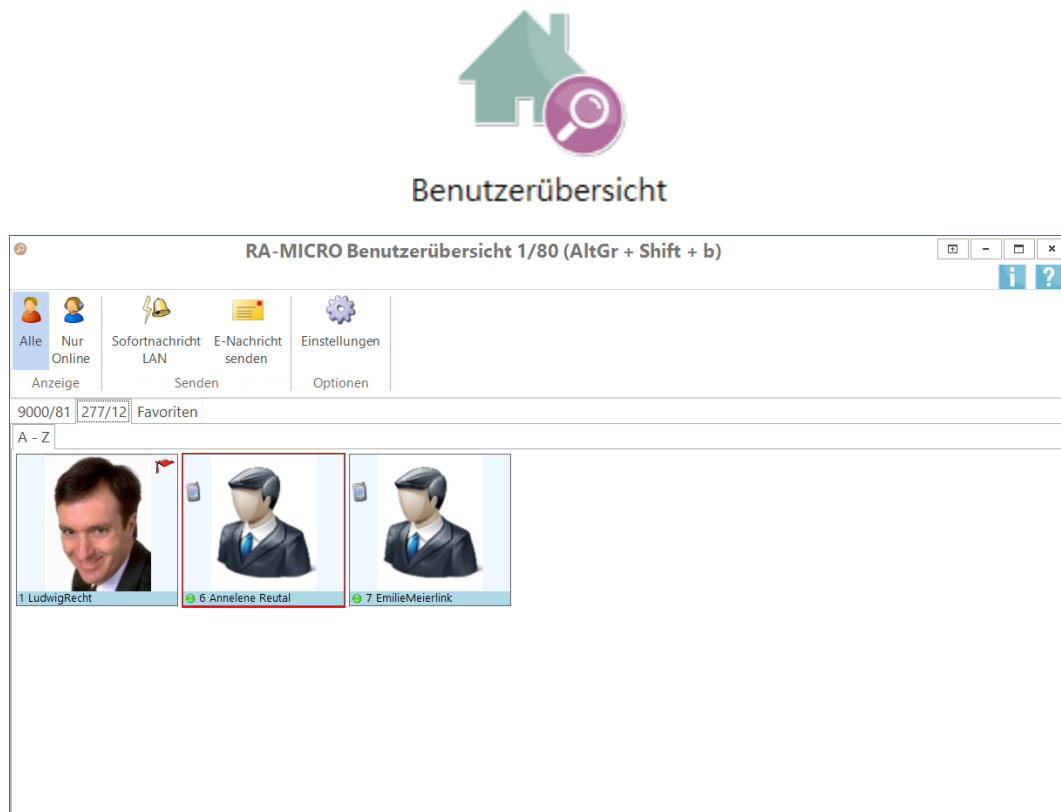 Benutzerübersicht
RA-MICRO Benutzerübersicht 1/80 (AltGr + Shift + b)
i ?
Alle Nur Online Sofortnachricht LAN E-Nachricht senden Einstellungen
Anzeige Senden Optionen
9000/81 277/12 Favoriten
A - Z
1 LudwigRecht 6 Annelene Reutal 7 EmilieMeierlink